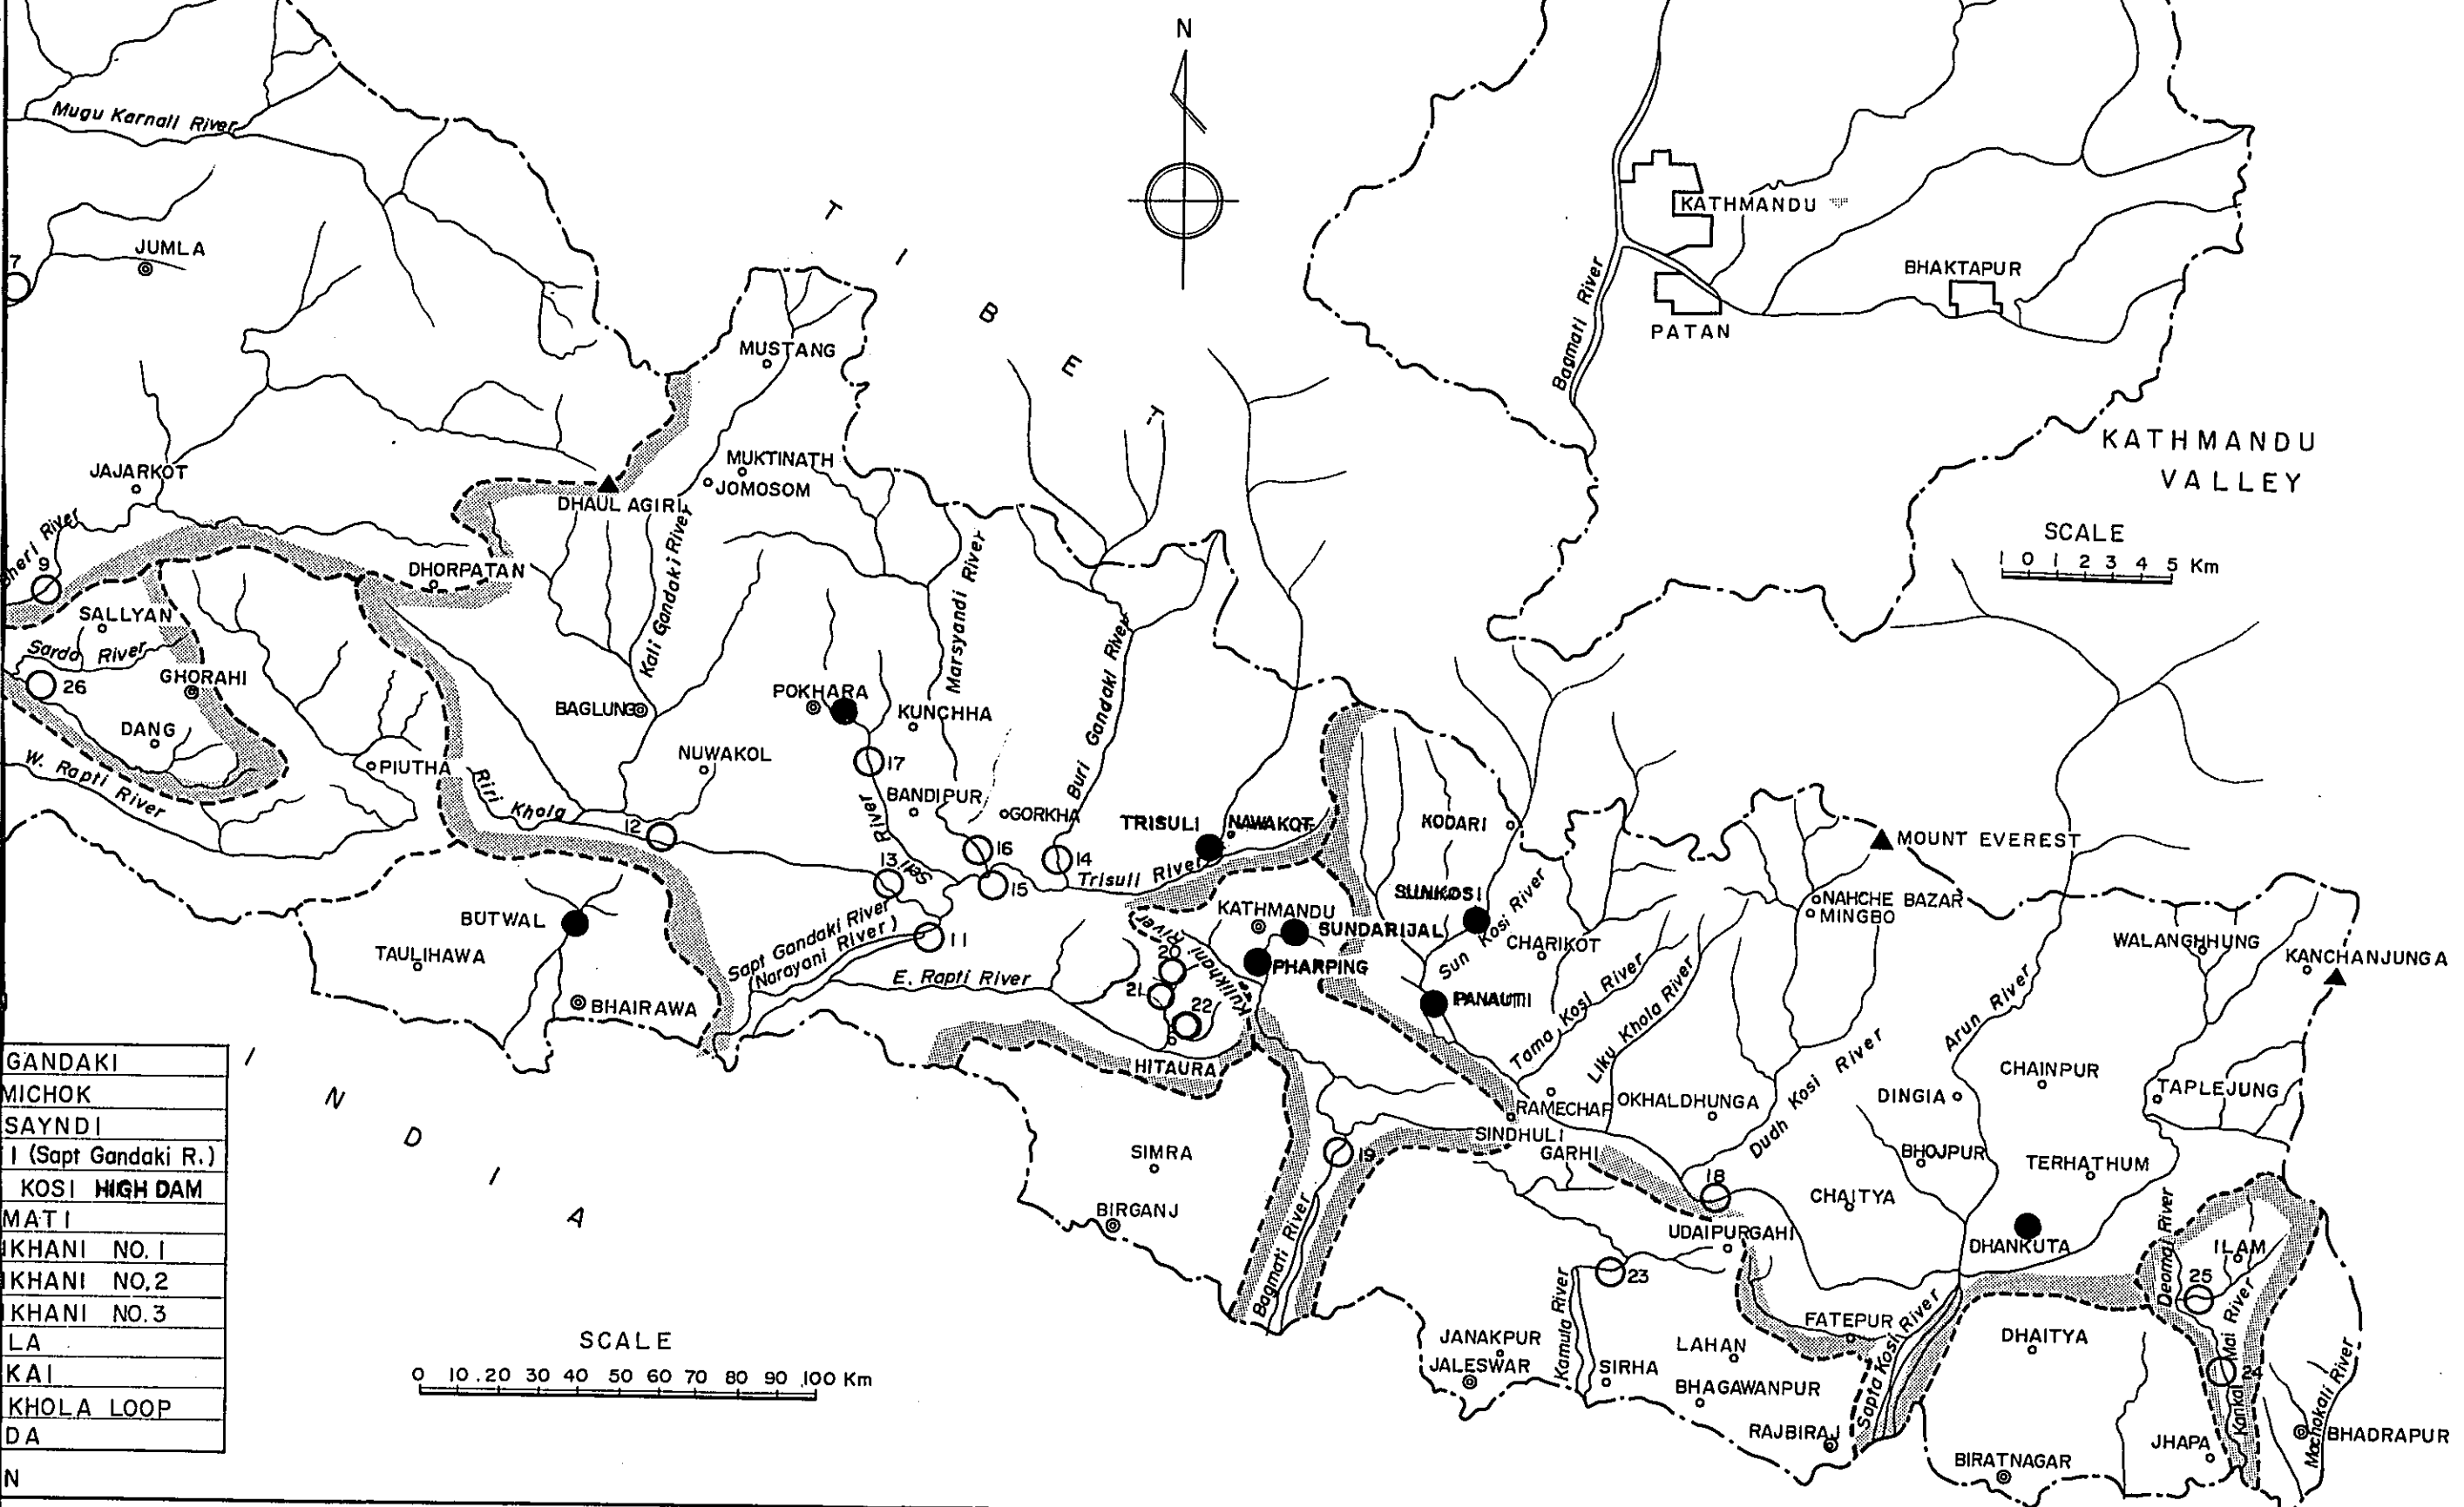 N
Mugu Karnali River
JUMLA
7
T I B E T
KATHMANDU
BHAKTAPUR
PATAN
Bagmati River
KATHMANDU
VALLEY
SCALE
1 0 1 2 3 4 5 Km
MUSTANG
MUKTINATH
JOMOSOM
JAJARKOT
DHAULAGIRI
Bheri River
9
DHORPATAN
Kali Gandaki River
Marsyandi River
Buri Gandaki River
SALLYAN
Sarda River
26
GHORAHI
DANG
W. Rapti River
PIUTHA
BAGLUNG
POKHARA
KUNCHHA
NUWAKOL
17
BANDIPUR
GORKHA
Riri Khola
12
Seti River
13
16
15
14
TRISULI
NAWAKOT
Trisuli River
KODARI
MOUNT EVEREST
SUNKOSI
Sun Kosi River
NAHCHE BAZAR
MINGBO
BUTWAL
TAULIHAWA
BHAIRAWA
Sapt Gandaki River
Narayani River )
11
E. Rapti River
KATHMANDU
SUNDARIJAL
PHARPING
Kulikhani River
20
21
22
6
CHARIKOT
PANAUTI
Tama Kosi River
Liku Khola River
WALANGHHUNG
KANCHANJUNGA
Arun River
HITAURA
Dudh Kosi River
CHAINPUR
DINGIA
TAPLEJUNG
RAMECHAP
OKHALDHUNGA
SINDHULI
GARHI
19
18
BHOJPUR
TERHATHUM
CHAITYA
SIMRA
BIRGANJ
Bagmati River
UDAIPURGAHI
23
DHANKUTA
Deomai River
ILAM
25
Mai River
Kamula River
JANAKPUR
JALESWAR
SIRHA
LAHAN
BHAGAWANPUR
FATEPUR
Sapta Kosi River
RAJBIRAJ
DHAITYA
BIRATNAGAR
24
Kankai
JHAPA
Machokali River
BHADRAPUR
I N D I A
SCALE
0 10 20 30 40 50 60 70 80 90 100 Km
GANDAKI
MICHOK
SAYNDI
I (Sapt Gandaki R.)
KOSI HIGH DAM
MATI
KHANI NO. 1
KHANI NO. 2
KHANI NO. 3
LA
KAI
KHOLA LOOP
DA
N